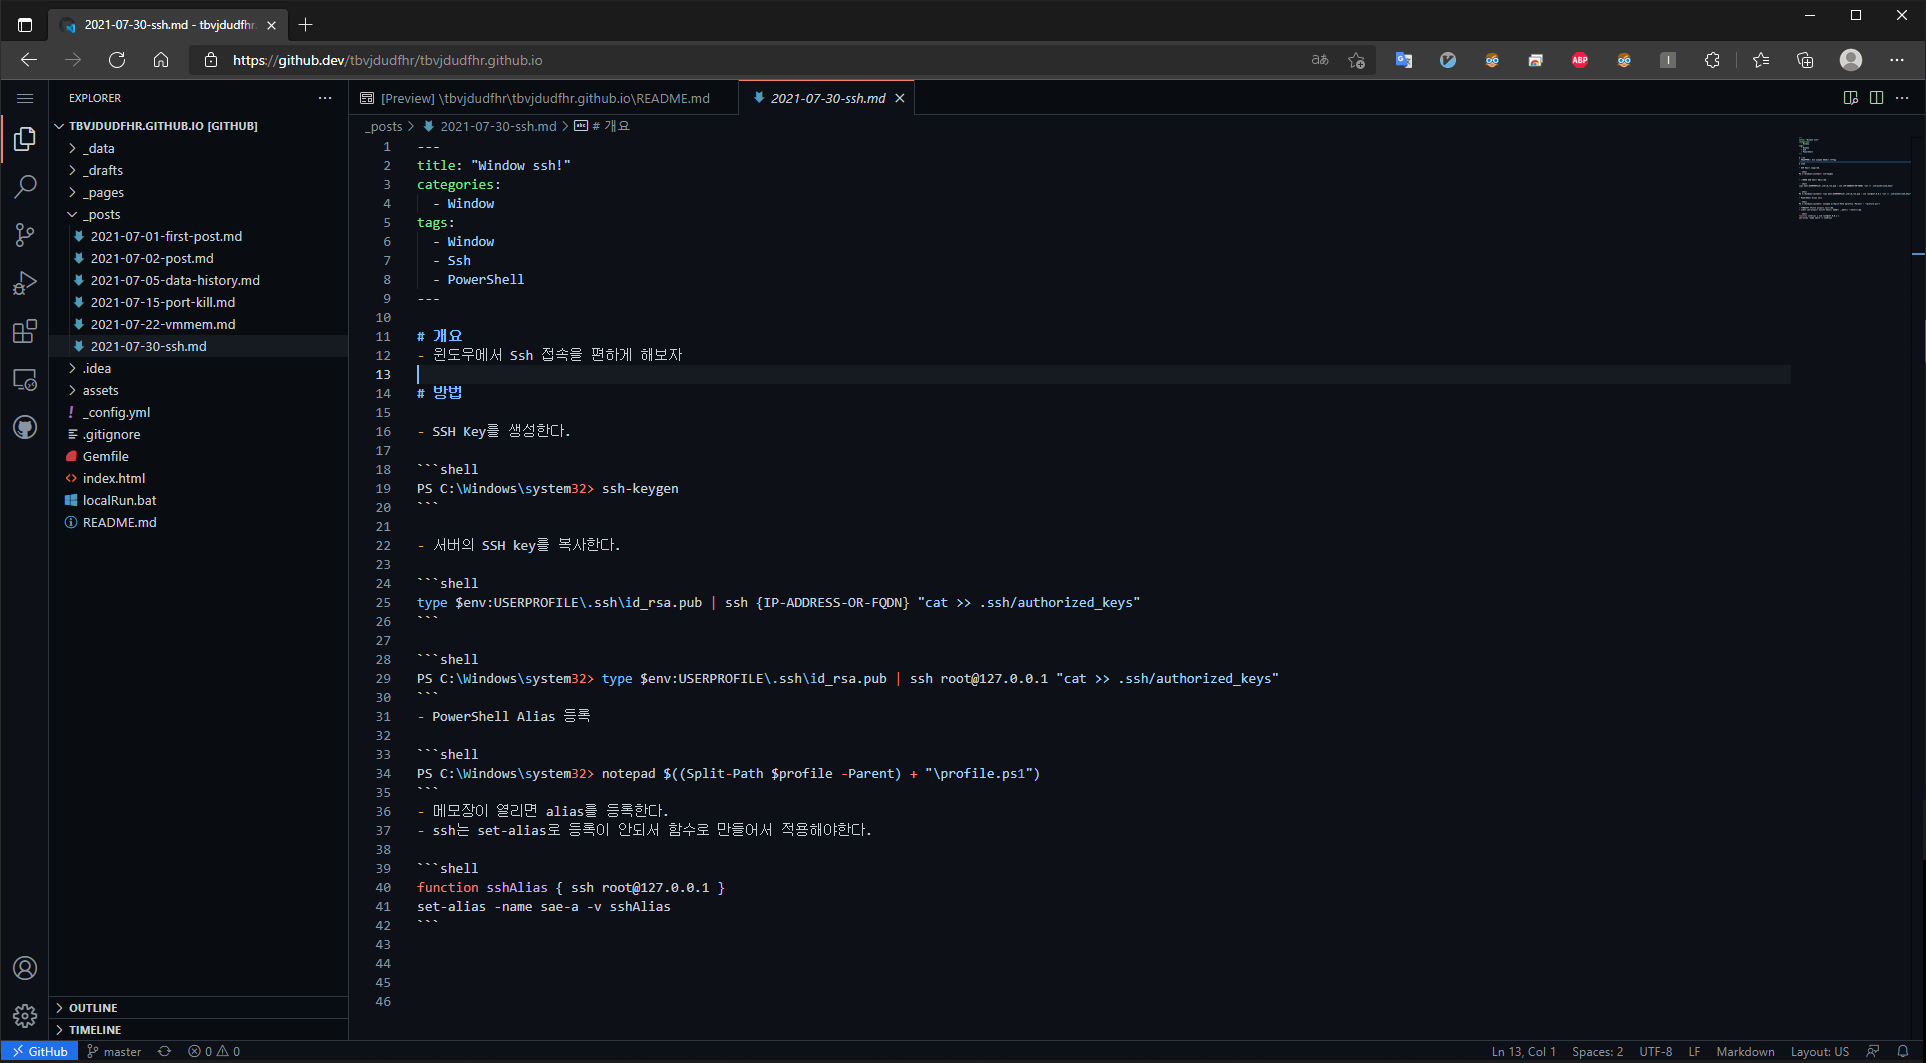 2021-07-30-ssh.md - tbvjdudfhr.
https://github.dev/tbvjdudfhr/tbvjdudfhr.github.io
EXPLORER
TBVJDUDFHR.GITHUB.IO [GITHUB]
_data
_drafts
_pages
_posts
2021-07-01-first-post.md
2021-07-02-post.md
2021-07-05-data-history.md
2021-07-15-port-kill.md
2021-07-22-vmmem.md
2021-07-30-ssh.md
.idea
assets
_config.yml
.gitignore
Gemfile
index.html
localRun.bat
README.md
OUTLINE
TIMELINE
[Preview] \tbvjdudfhr\tbvjdudfhr.github.io\README.md
2021-07-30-ssh.md
_posts > 2021-07-30-ssh.md > # 개요
1 ---
2 title: "Window ssh!"
3 categories:
4 - Window
5 tags:
6 - Window
7 - Ssh
8 - PowerShell
9 ---
10
11 # 개요
12 - 윈도우에서 Ssh 접속을 편하게 해보자
13
14 # 방법
15
16 - SSH Key를 생성한다.
17
18 ```shell
19 PS C:\Windows\system32> ssh-keygen
20 ```
21
22 - 서버의 SSH key를 복사한다.
23
24 ```shell
25 type $env:USERPROFILE\.ssh\id_rsa.pub | ssh {IP-ADDRESS-OR-FQDN} "cat >> .ssh/authorized_keys"
26 ```
27
28 ```shell
29 PS C:\Windows\system32> type $env:USERPROFILE\.ssh\id_rsa.pub | ssh root@127.0.0.1 "cat >> .ssh/authorized_keys"
30 ```
31 - PowerShell Alias 등록
32
33 ```shell
34 PS C:\Windows\system32> notepad $((Split-Path $profile -Parent) + "\profile.ps1")
35 ```
36 - 메모장이 열리면 alias를 등록한다.
37 - ssh는 set-alias로 등록이 안되서 함수로 만들어서 적용해야한다.
38
39 ```shell
40 function sshAlias { ssh root@127.0.0.1 }
41 set-alias -name sae-a -v sshAlias
42 ```
43
44
45
46
GitHub master 0 0 Ln 13, Col 1 Spaces: 2 UTF-8 LF Markdown Layout: US